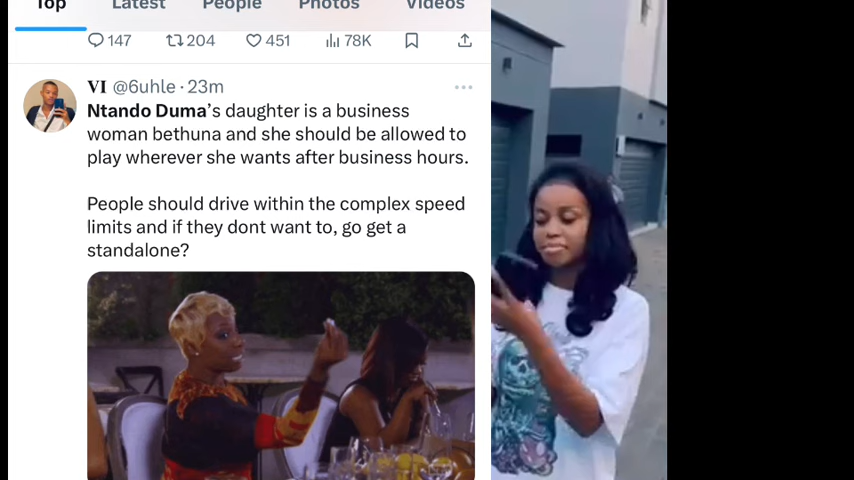 Top Latest People Photos Videos
147 204 451 78K
VI @6uhle · 23m
Ntando Duma's daughter is a business
woman bethuna and she should be allowed to
play wherever she wants after business hours.
People should drive within the complex speed
limits and if they dont want to, go get a
standalone?